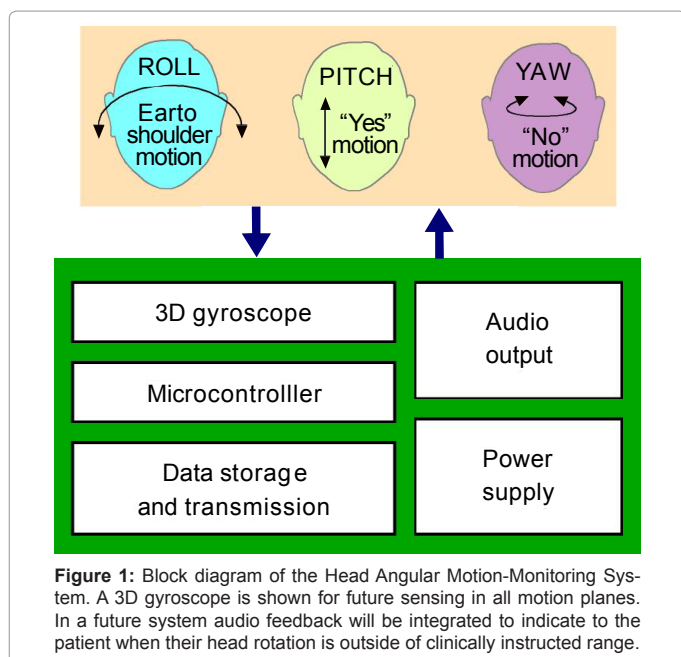 ROLL
Earto
shoulder
motion
PITCH
“Yes”
motion
YAW
“No”
motion
3D gyroscope
Microcontrolller
Data storage
and transmission
Audio
output
Power
supply
Figure 1: Block diagram of the Head Angular Motion-Monitoring Sys-
tem. A 3D gyroscope is shown for future sensing in all motion planes.
In a future system audio feedback will be integrated to indicate to the
patient when their head rotation is outside of clinically instructed range.